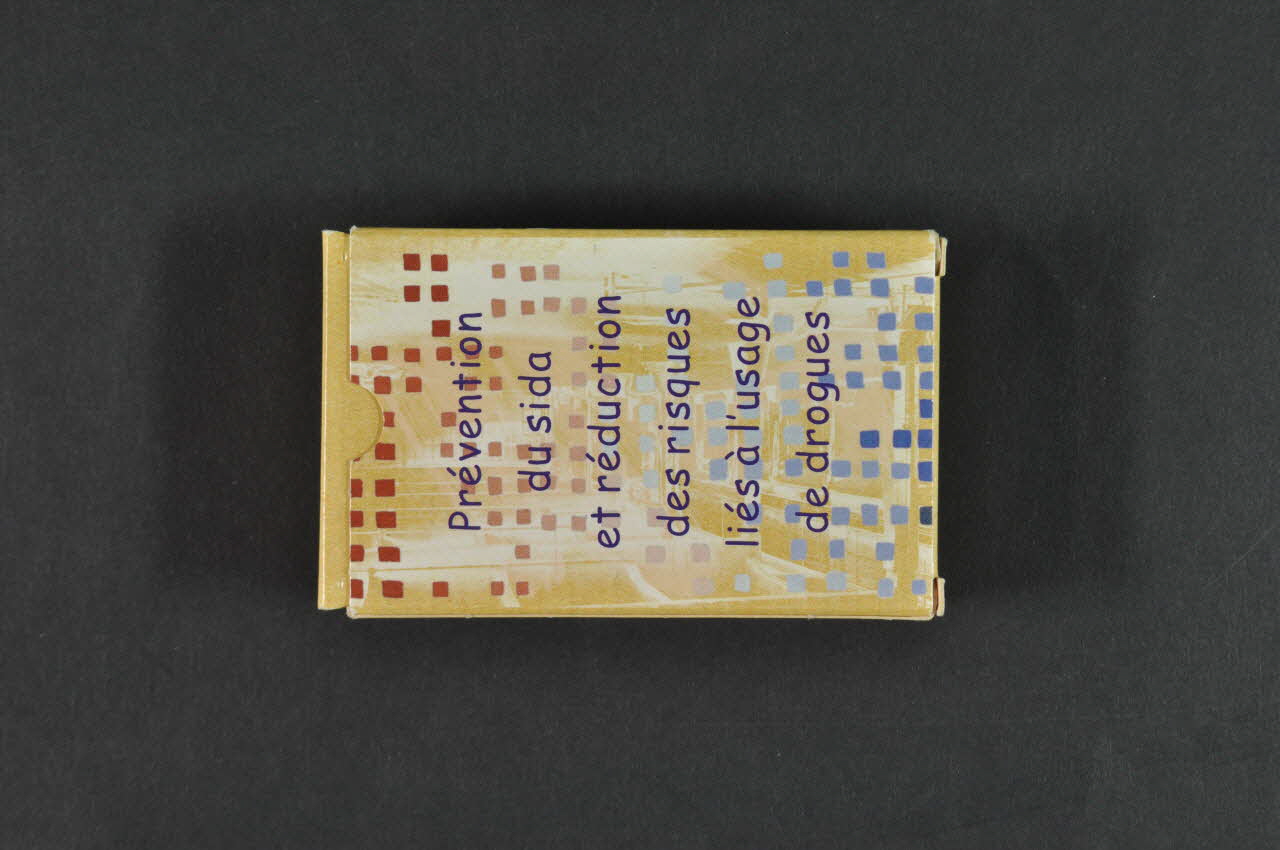 Prévention
du sida
et réduction
des risques
liés à l'usage
de drogues